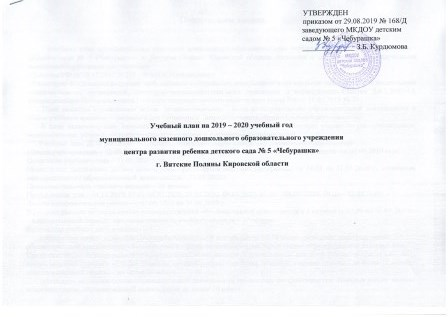 УТВЕРЖДЕН
приказом от 29.08.2019 № 168/Д
заведующего МКДОУ детским
садом № 5 «Чебурашка»
З.Б. Курдюмова
Учебный план на 2019 – 2020 учебный год
муниципального казенного дошкольного образовательного учреждения
центра развития ребенка детского сада № 5 «Чебурашка»
г. Вятские Поляны Кировской области